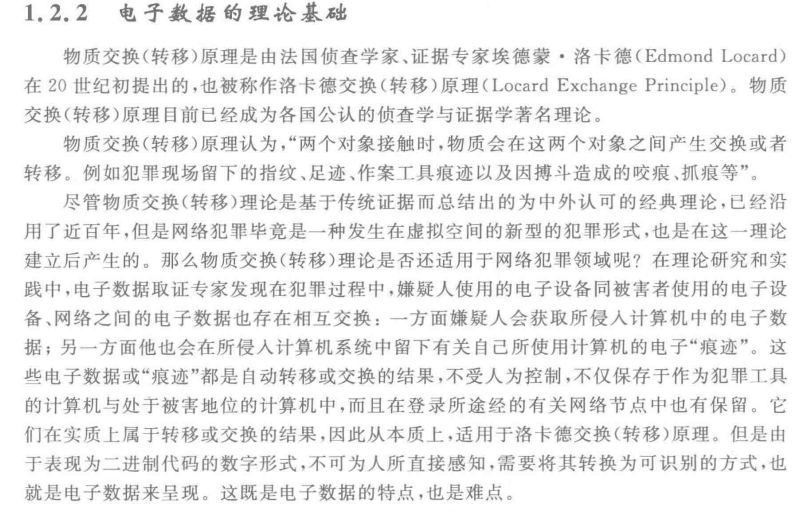 1.2.2 电子数据的理论基础
物质交换(转移)原理是由法国侦查学家、证据专家埃德蒙·洛卡德(Edmond Locard)
在 20 世纪初提出的,也被称作洛卡德交换(转移)原理(Locard Exchange Principle)。物质
交换(转移)原理目前已经成为各国公认的侦查学与证据学著名理论。
物质交换(转移)原理认为,“两个对象接触时,物质会在这两个对象之间产生交换或者
转移。例如犯罪现场留下的指纹、足迹、作案工具痕迹以及因搏斗造成的咬痕、抓痕等”。
尽管物质交换(转移)理论是基于传统证据而总结出的为中外认可的经典理论,已经沿
用了近百年,但是网络犯罪毕竟是一种发生在虚拟空间的新型的犯罪形式,也是在这一理论
建立后产生的。那么物质交换(转移)理论是否还适用于网络犯罪领域呢? 在理论研究和实
践中,电子数据取证专家发现在犯罪过程中,嫌疑人使用的电子设备同被害者使用的电子设
备、网络之间的电子数据也存在相互交换: 一方面嫌疑人会获取所侵入计算机中的电子数
据; 另一方面他也会在所侵入计算机系统中留下有关自己所使用计算机的电子“痕迹”。这
些电子数据或“痕迹”都是自动转移或交换的结果,不受人为控制,不仅保存于作为犯罪工具
的计算机与处于被害地位的计算机中,而且在登录所途经的有关网络节点中也有保留。它
们在实质上属于转移或交换的结果,因此从本质上,适用于洛卡德交换(转移)原理。但是由
于表现为二进制代码的数字形式,不可为人所直接感知,需要将其转换为可识别的方式,也
就是电子数据来呈现。这既是电子数据的特点,也是难点。